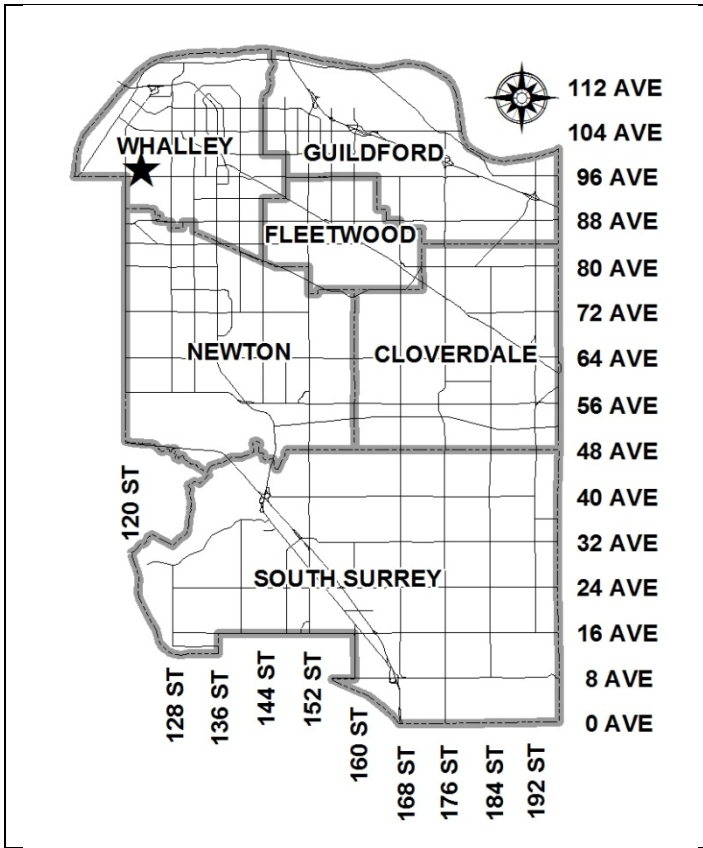 112 AVE
104 AVE
WHALLEY
GUILDFORD
96 AVE
88 AVE
FLEETWOOD
80 AVE
72 AVE
NEWTON
CLOVERDALE
64 AVE
56 AVE
48 AVE
120 ST
40 AVE
32 AVE
SOUTH SURREY
24 AVE
16 AVE
128 ST
136 ST
144 ST
152 ST
8 AVE
160 ST
0 AVE
168 ST
176 ST
184 ST
192 ST